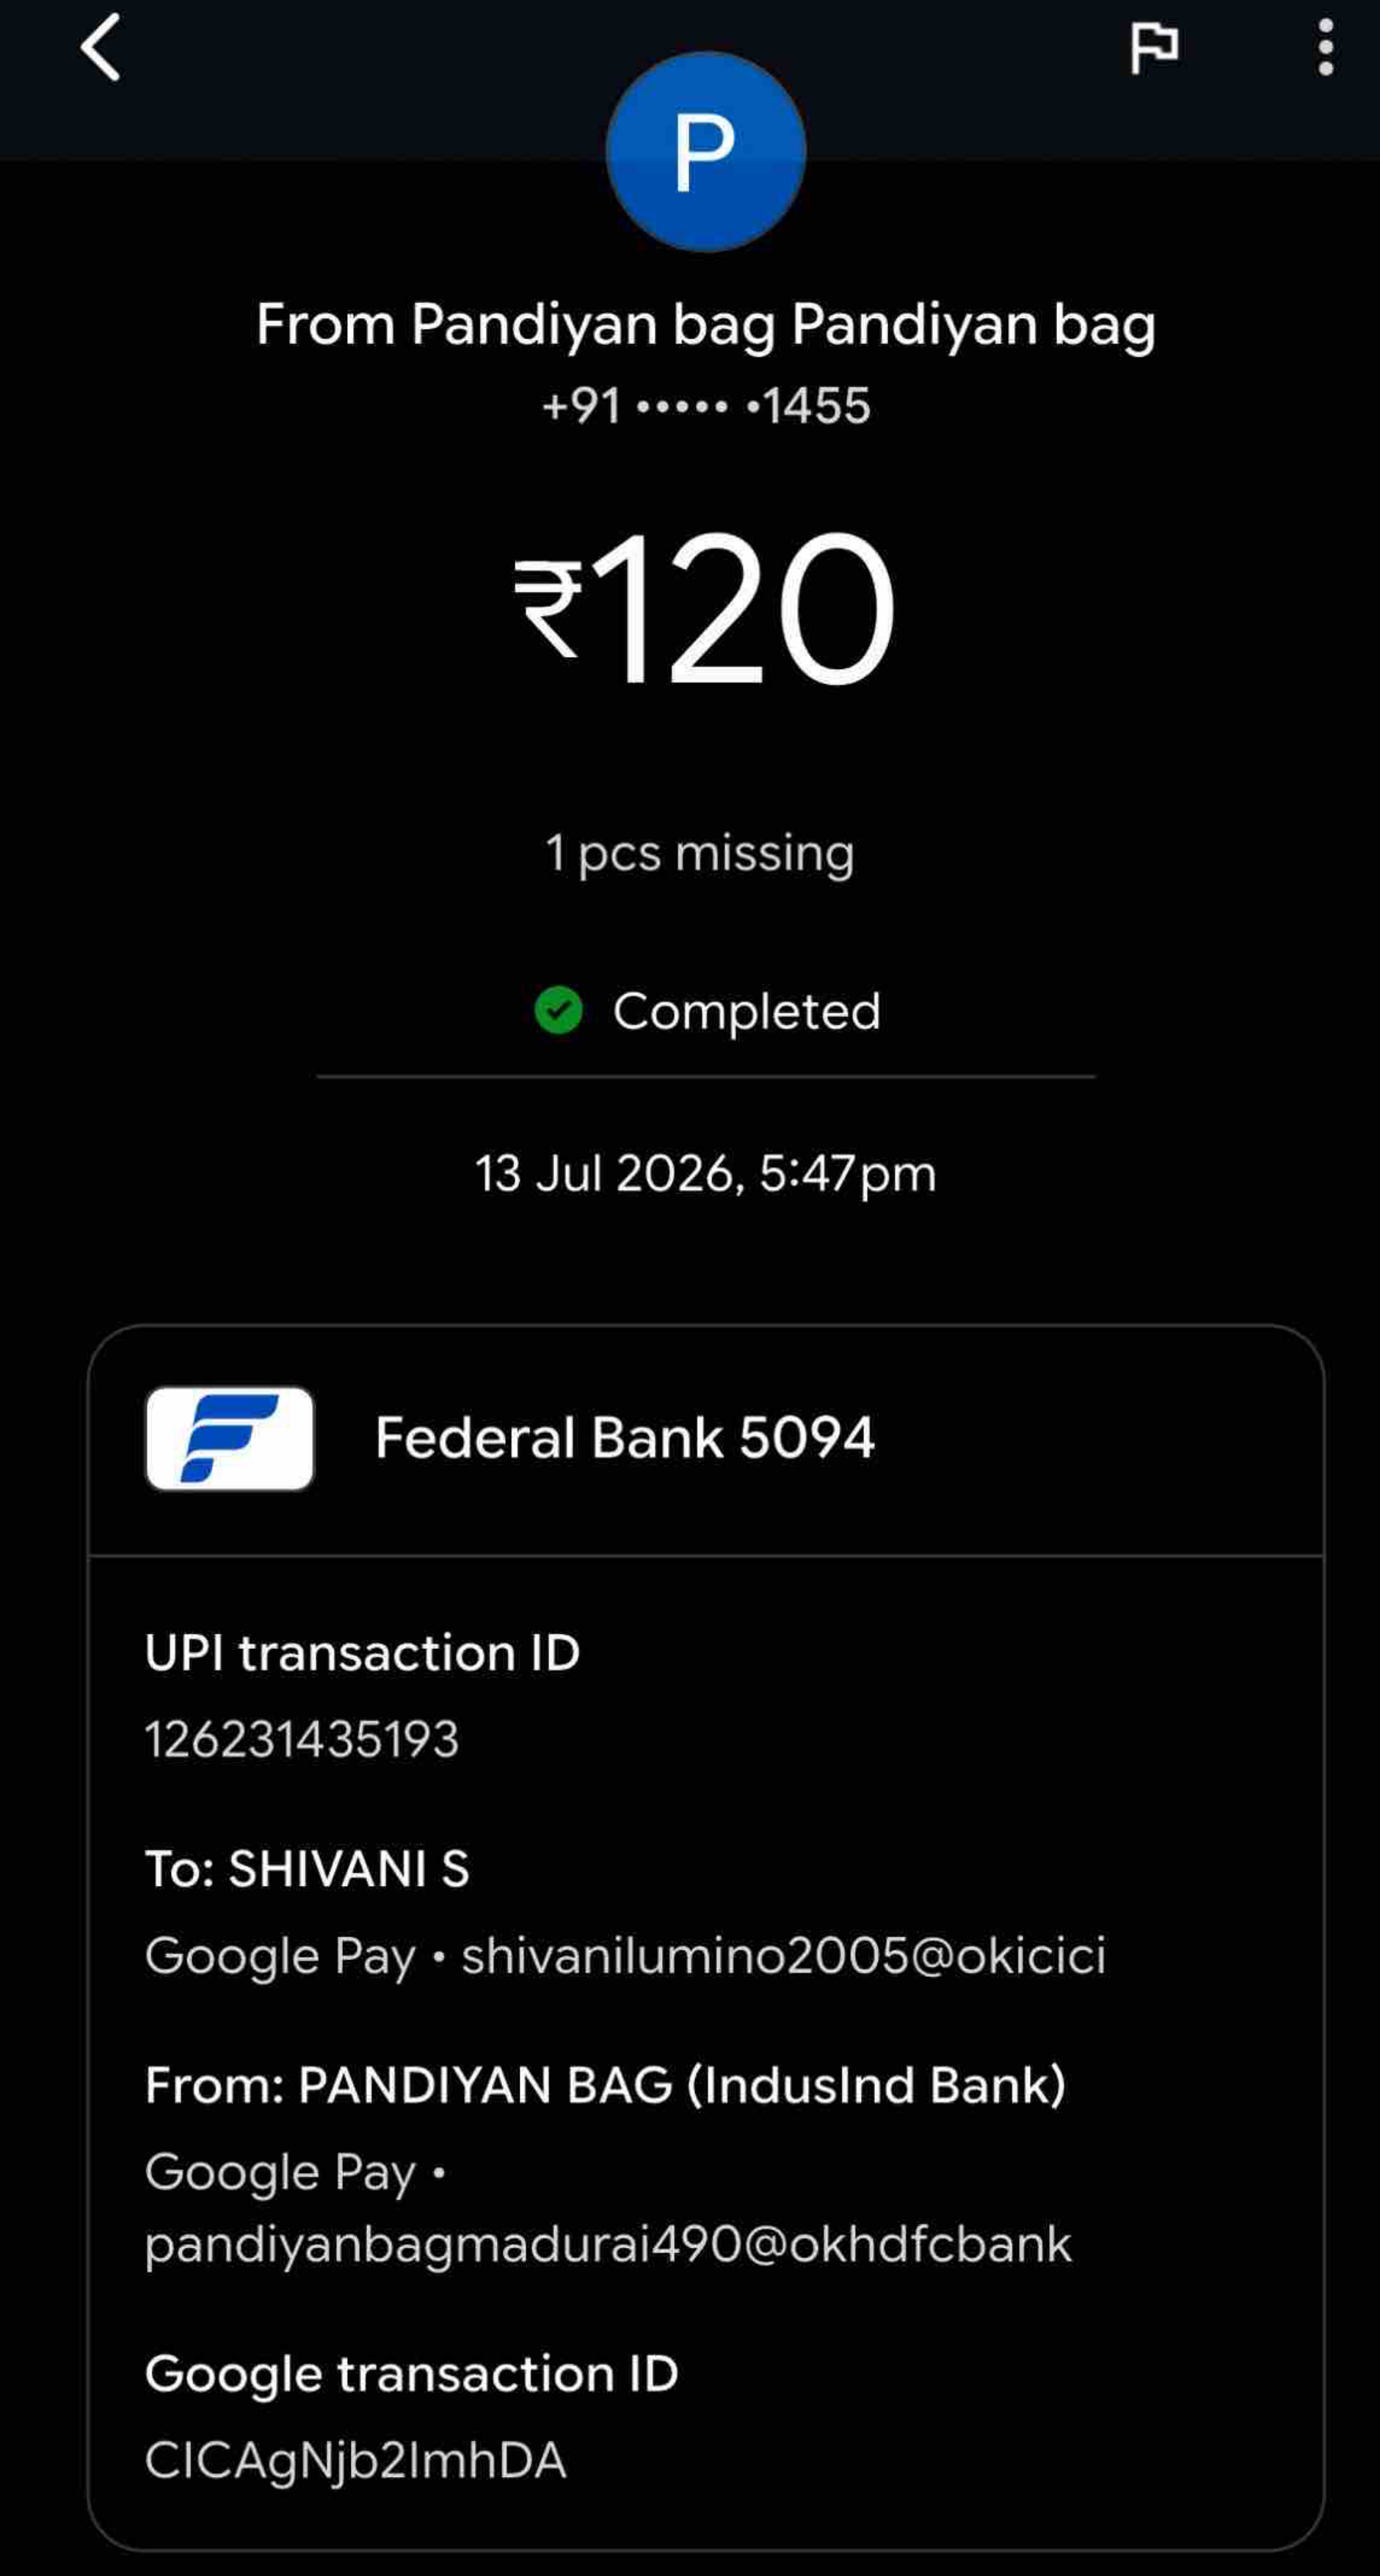 P
From Pandiyan bag Pandiyan bag
+91 ••••• •1455
₹120
1 pcs missing
Completed
13 Jul 2026, 5:47pm
Federal Bank 5094
UPI transaction ID
126231435193
To: SHIVANI S
Google Pay • shivanilumino2005@okicici
From: PANDIYAN BAG (IndusInd Bank)
Google Pay •
pandiyanbagmadurai490@okhdfcbank
Google transaction ID
CICAgNjb2ImhDA